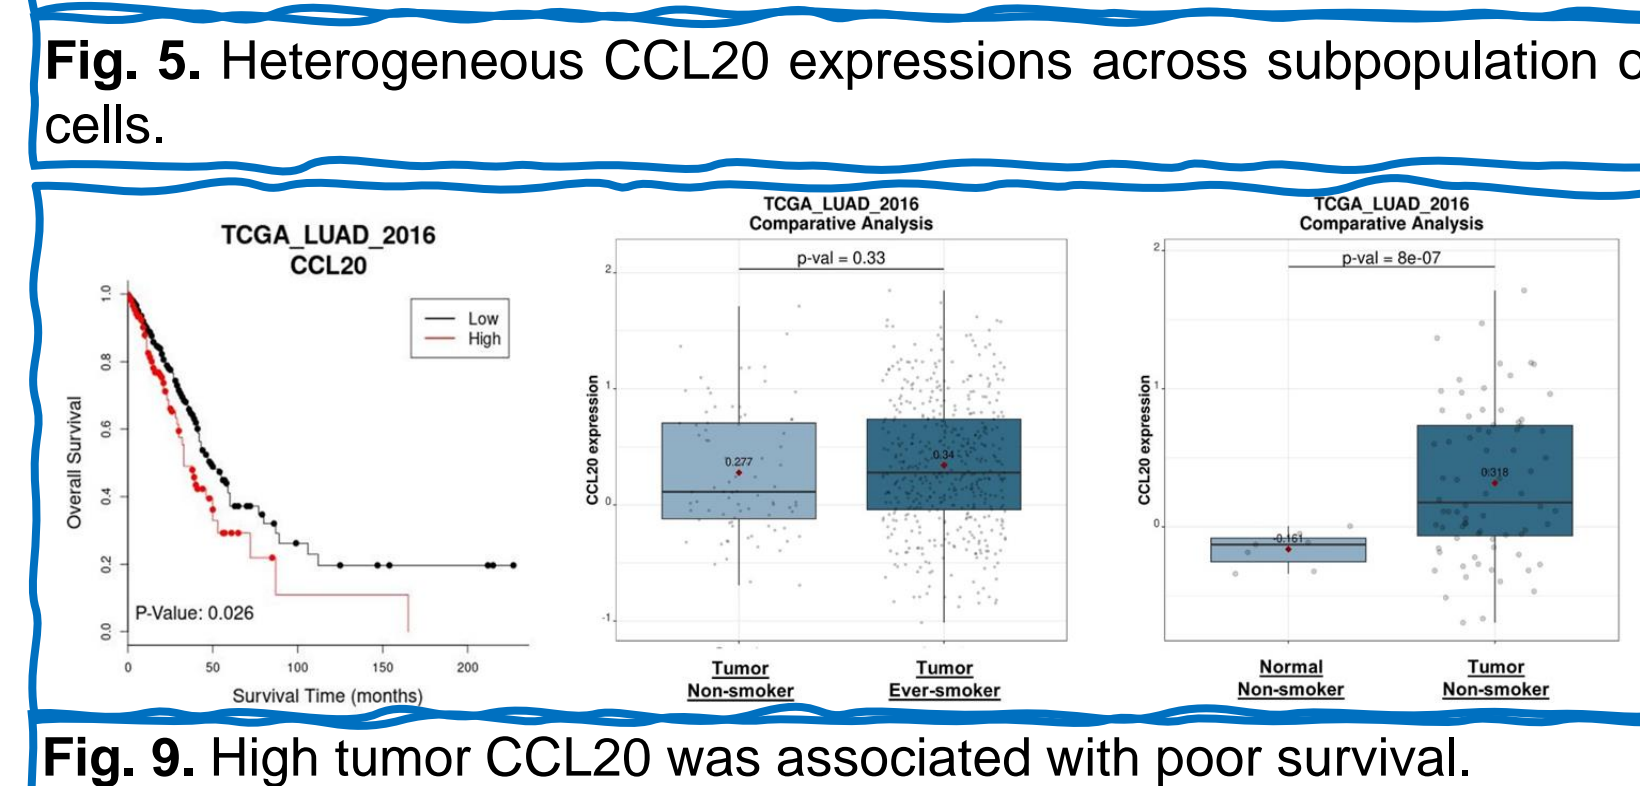 Fig. 5. Heterogeneous CCL20 expressions across subpopulation
cells.
TCGA_LUAD_2016
CCL20
Low
High
Overall Survival
1.0
0.8
0.6
0.4
0.2
0.0
P-Value: 0.026
0
50
100
150
200
Survival Time (months)
TCGA_LUAD_2016
Comparative Analysis
p-val = 0.33
CCL20 expression
2
1
0
-1
0.277
0.34
Tumor
Non-smoker
Tumor
Ever-smoker
TCGA_LUAD_2016
Comparative Analysis
p-val = 8e-07
CCL20 expression
2
1
0
-0.161
0.318
Normal
Non-smoker
Tumor
Non-smoker
Fig. 9. High tumor CCL20 was associated with poor survival.